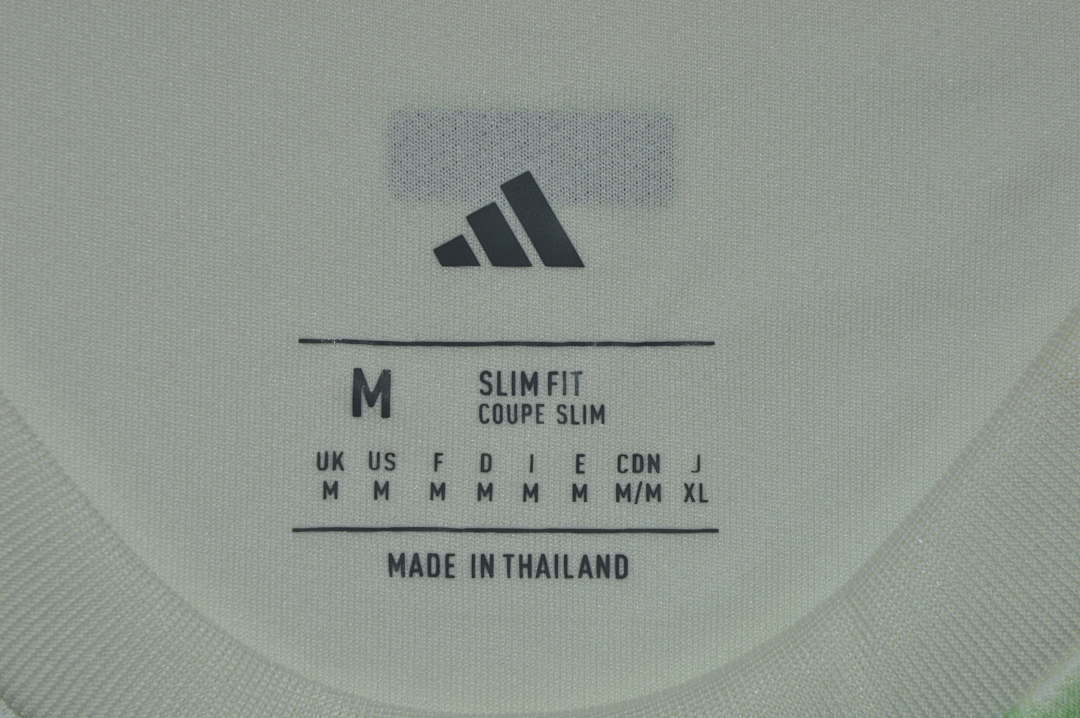 M
SLIM FIT
COUPE SLIM
UK US F D I E CDN J
M M M M M M M/M XL
MADE IN THAILAND